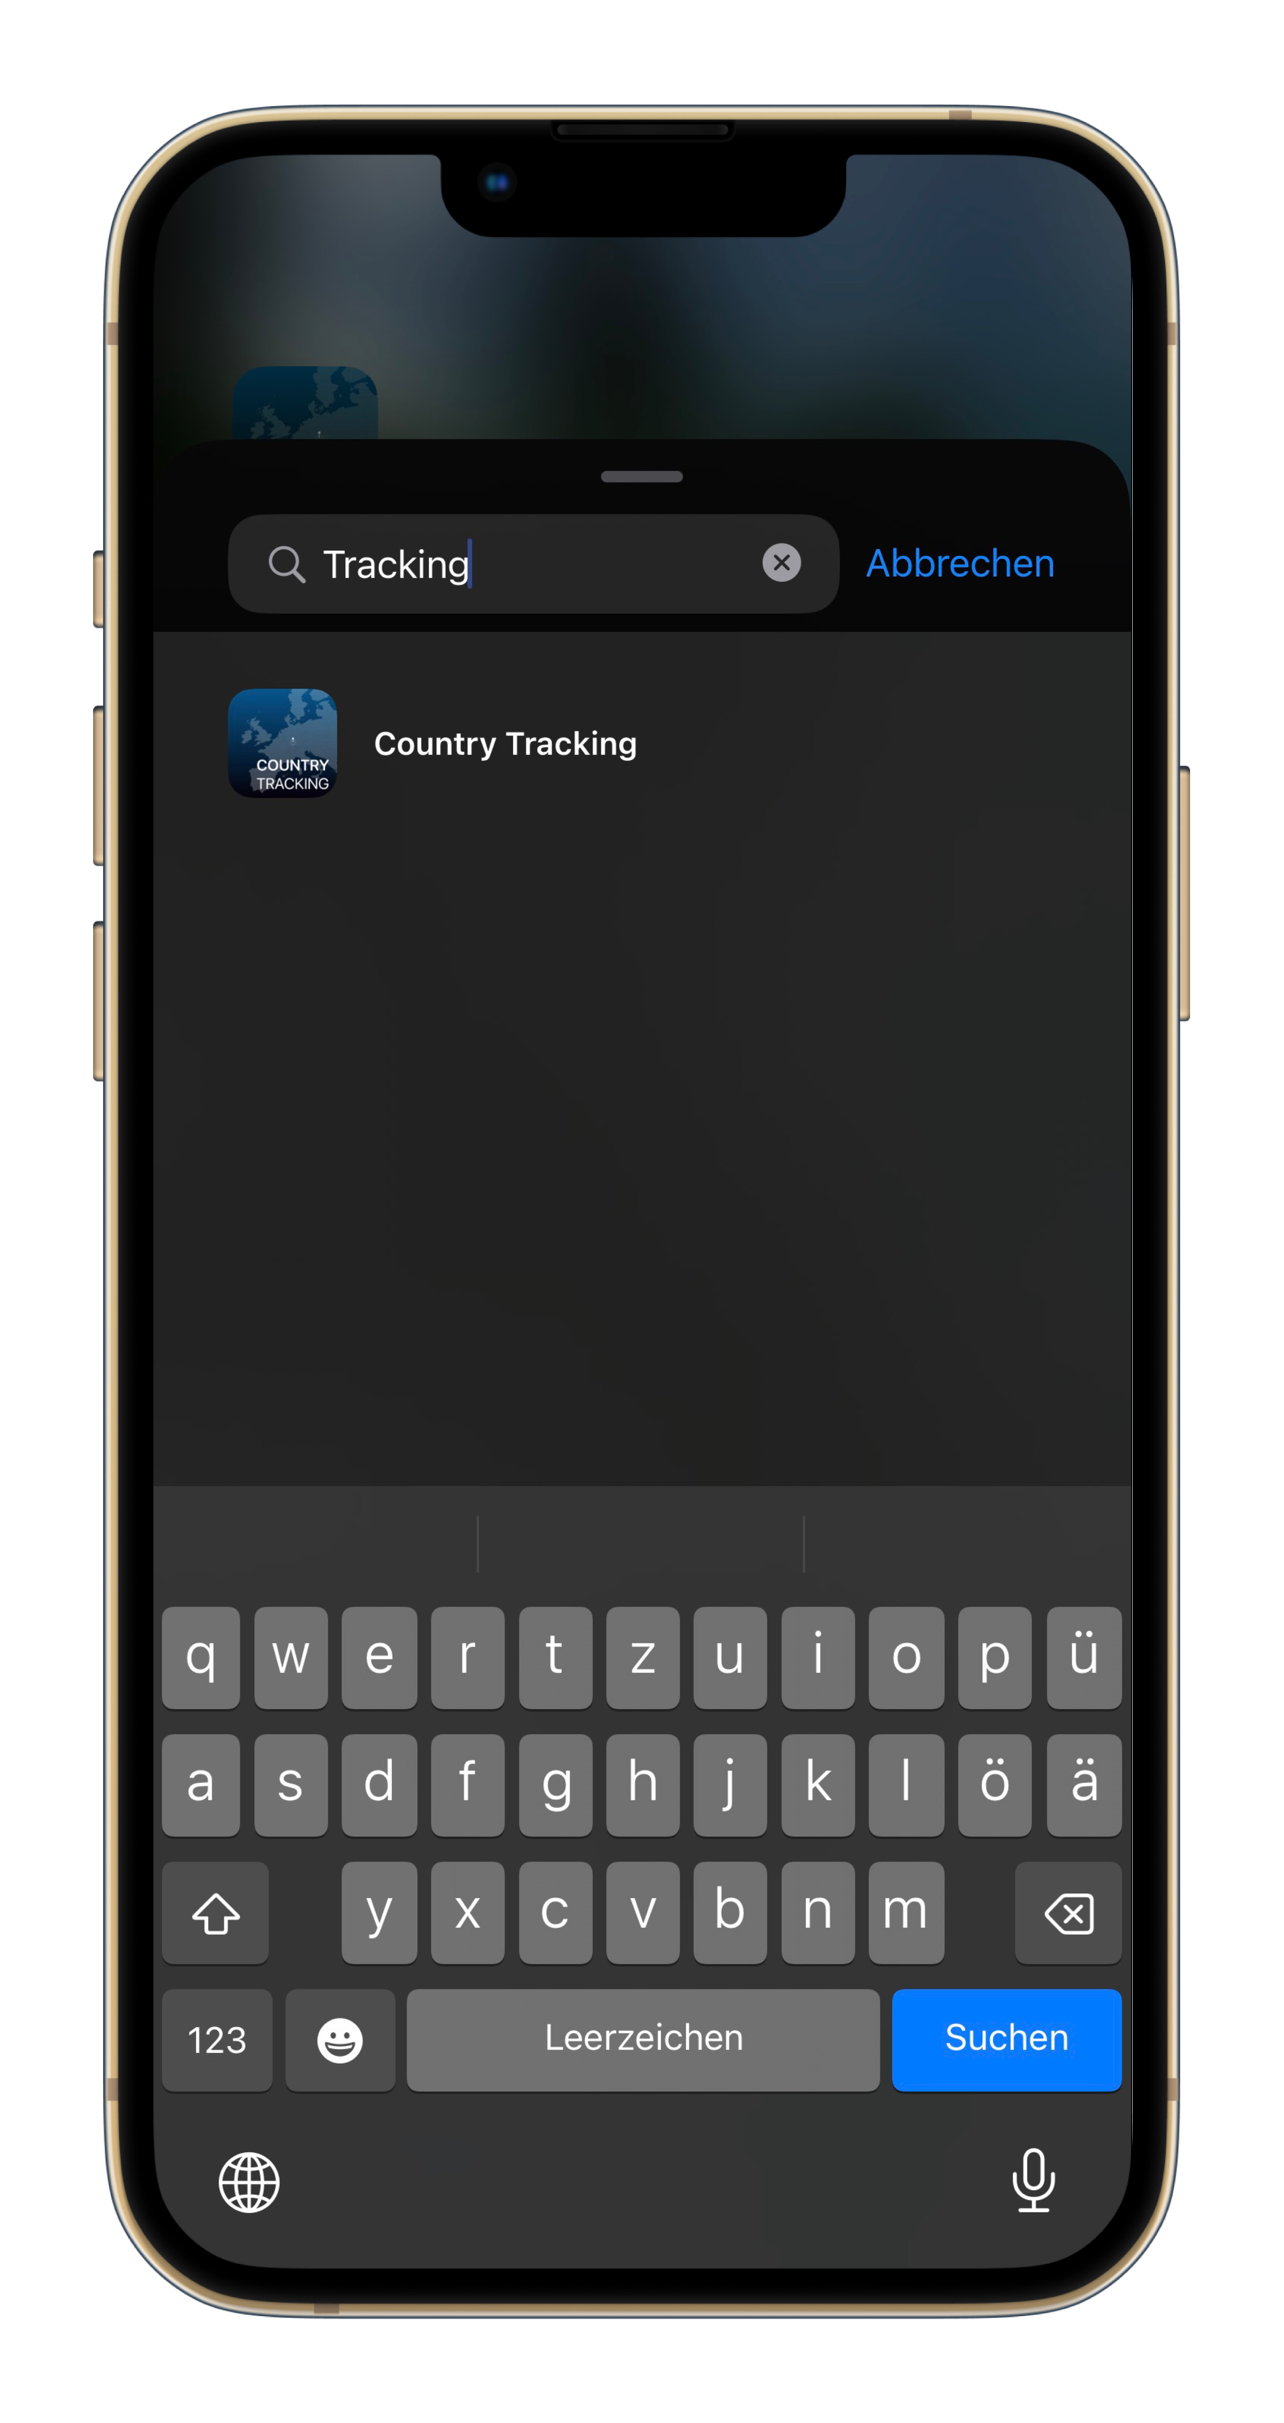 Tracking
Abbrechen
COUNTRY
TRACKING
Country Tracking
q w e r t z u i o p ü
a s d f g h j k l ö ä
y x c v b n m
123 Leerzeichen Suchen